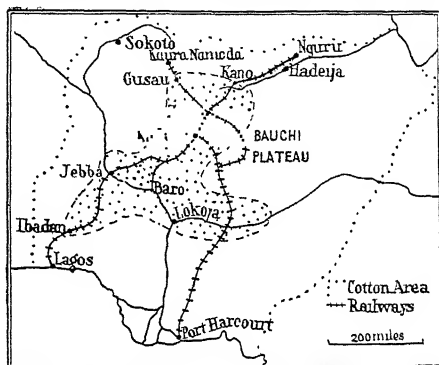 Sokoto
Kaura Namoda
Nguru
Gusau
Kano
Hadeija
BAUCHI
PLATEAU
Jebba
Baro
Lokoja
Ibadan
Lagos
Port Harcourt
Cotton Area
Railways
200 miles